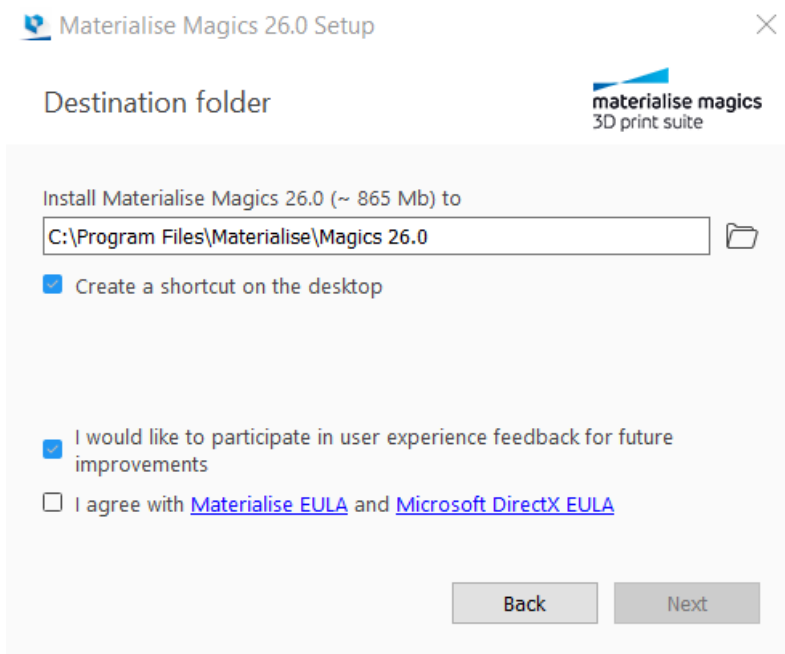 Materialise Magics 26.0 Setup
Destination folder
materialise magics
3D print suite
Install Materialise Magics 26.0 (~ 865 Mb) to
C:\Program Files\Materialise\Magics 26.0
Create a shortcut on the desktop
I would like to participate in user experience feedback for future
improvements
I agree with Materialise EULA and Microsoft DirectX EULA
Back Next